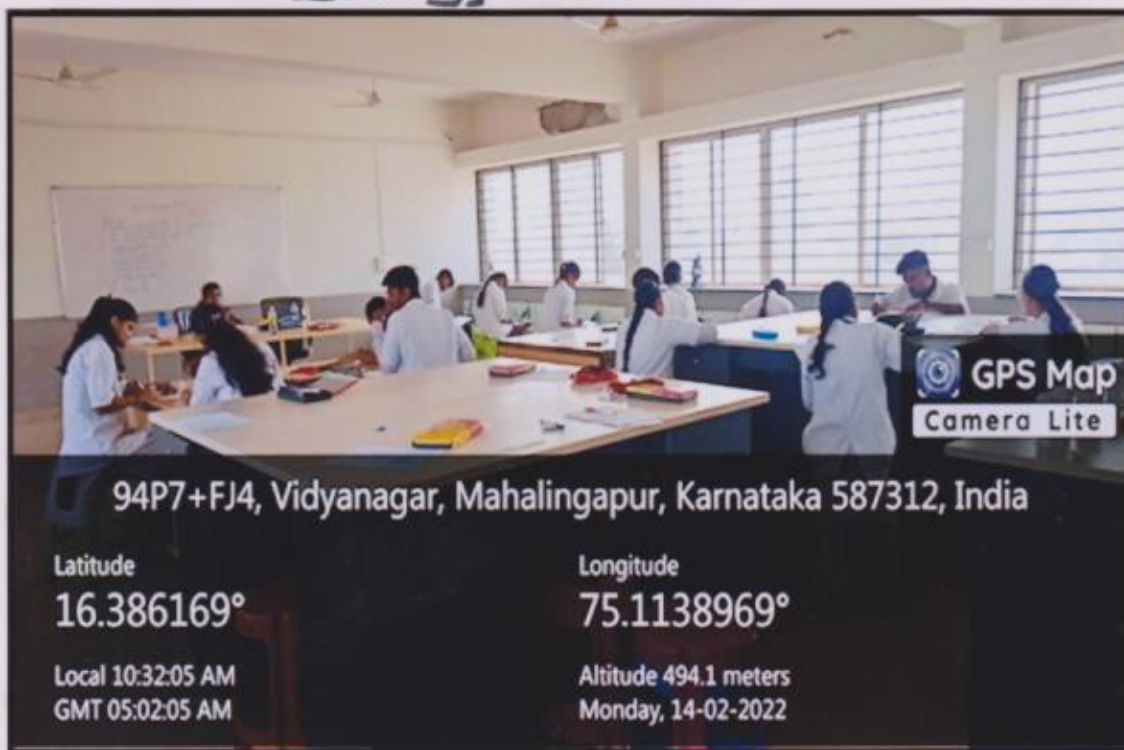 GPS Map
Camera Lite
94P7+FJ4, Vidyanagar, Mahalingapur, Karnataka 587312, India
Latitude
16.386169°
Longitude
75.1138969°
Local 10:32:05 AM
GMT 05:02:05 AM
Altitude 494.1 meters
Monday, 14-02-2022